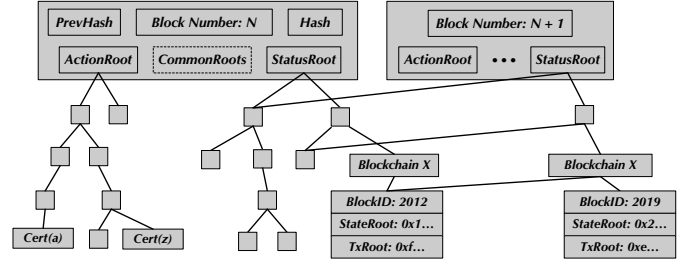 PrevHash
Block Number: N
Hash
ActionRoot
CommonRoots
StatusRoot
Block Number: N + 1
ActionRoot
•••
StatusRoot
Blockchain X
Blockchain X
BlockID: 2012
StateRoot: 0x1...
TxRoot: 0xf...
BlockID: 2019
StateRoot: 0x2...
TxRoot: 0xe...
Cert(a)
Cert(z)